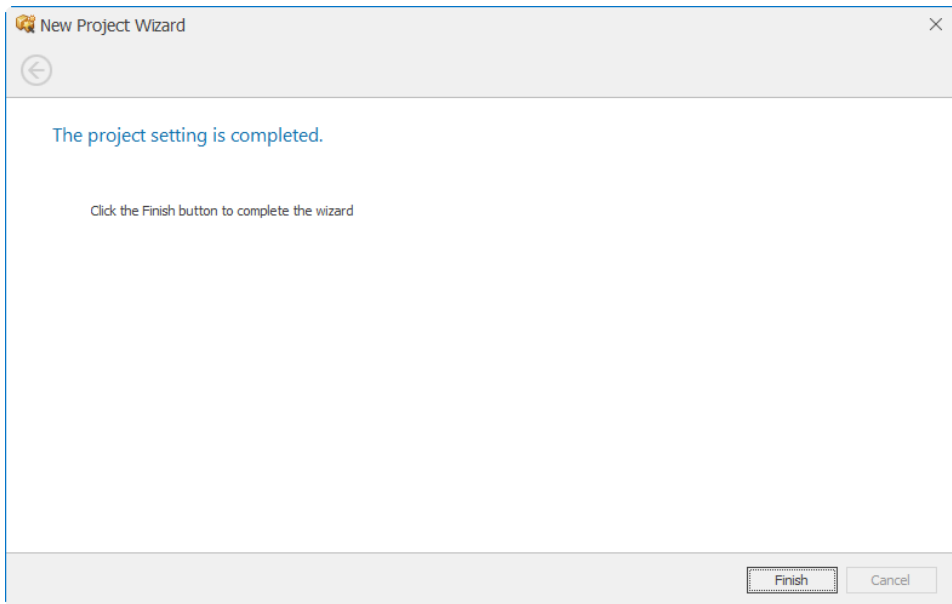 New Project Wizard
The project setting is completed.
Click the Finish button to complete the wizard
Finish
Cancel